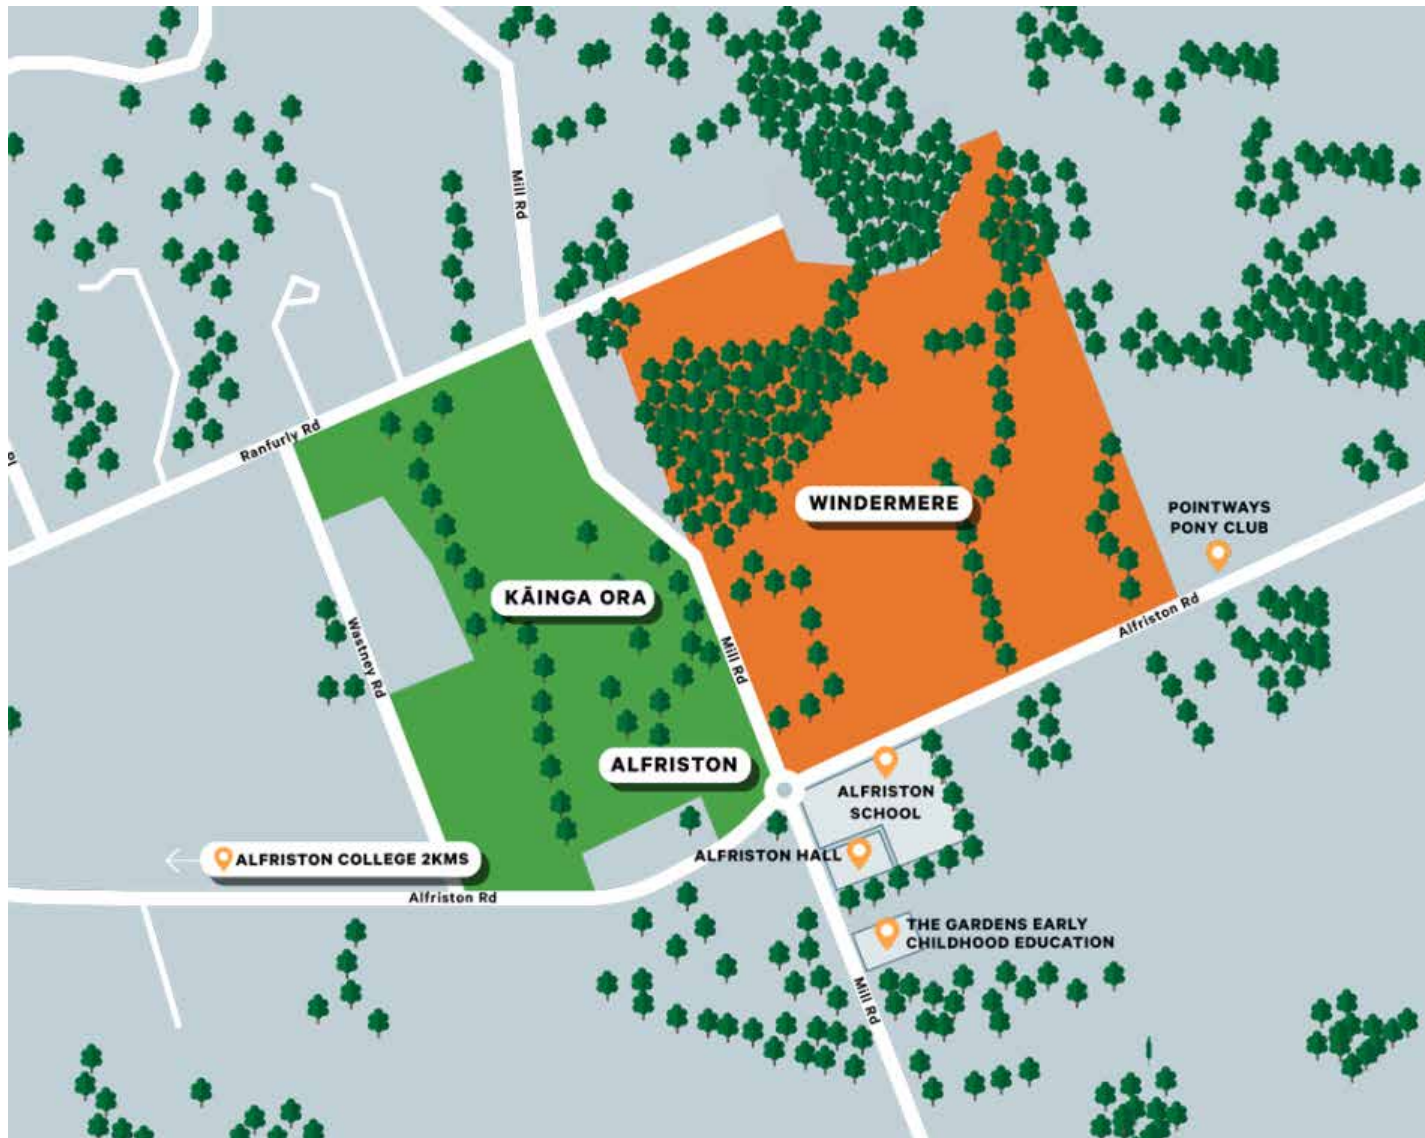 Mill Rd
Ranfurly Rd
Pl
WINDERMERE
POINTWAYS
PONY CLUB
KĀINGA ORA
Wastney Rd
Mill Rd
Alfriston Rd
ALFRISTON
ALFRISTON
SCHOOL
ALFRISTON HALL
ALFRISTON COLLEGE 2KMS
Alfriston Rd
THE GARDENS EARLY
CHILDHOOD EDUCATION
Mill Rd